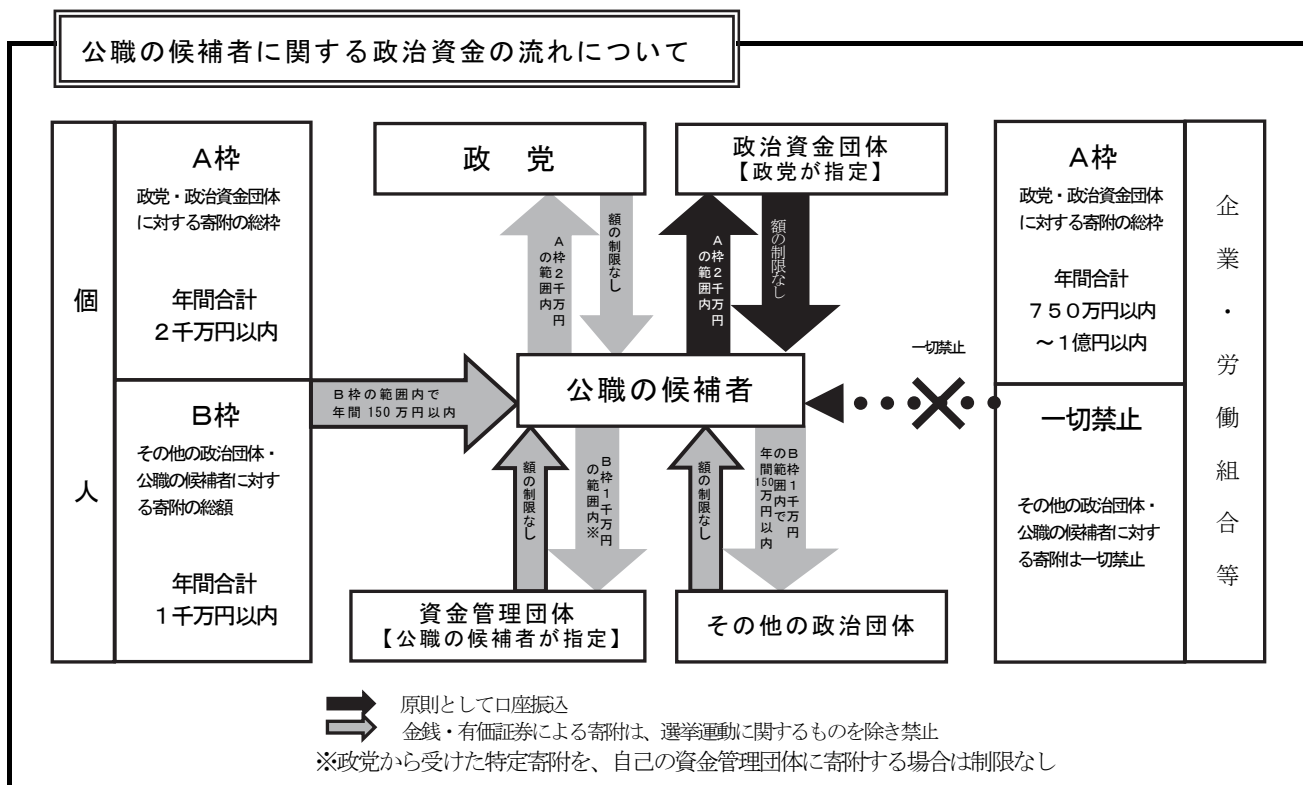 公職の候補者に関する政治資金の流れについて
個人
A枠
政党・政治資金団体
に対する寄附の総枠
年間合計
2千万円以内
B枠
その他の政治団体・
公職の候補者に対す
る寄附の総額
年間合計
1千万円以内
政　党
政治資金団体
【政党が指定】
A枠2千万円
の範囲内
額の制限なし
A枠2千万円
の範囲内
額の制限なし
B枠の範囲内で
年間150万円以内
公職の候補者
一切禁止
額の制限なし
B枠1千万円
の範囲内※
額の制限なし
B枠1千万円
の範囲内で
年間150万円以内
資金管理団体
【公職の候補者が指定】
その他の政治団体
A枠
政党・政治資金団体
に対する寄附の総枠
年間合計
750万円以内
～1億円以内
一切禁止
その他の政治団体・
公職の候補者に対す
る寄附は一切禁止
企業・労働組合等
原則として口座振込
金銭・有価証券による寄附は、選挙運動に関するものを除き禁止
※政党から受けた特定寄附を、自己の資金管理団体に寄附する場合は制限なし